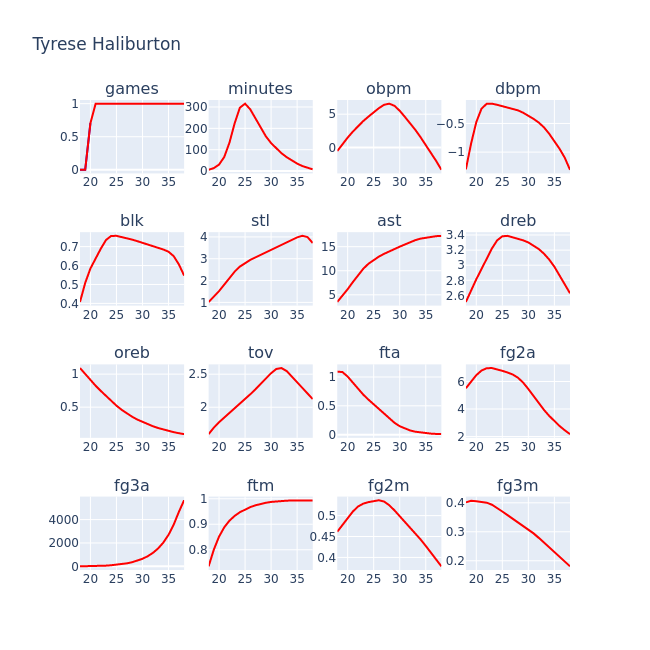 Tyrese Haliburton
games minutes obpm dbpm
1 0.5 0 300 200 100 0 5 0 −0.5 −1
20 25 30 35 20 25 30 35 20 25 30 35 20 25 30 35
blk stl ast dreb
0.7 0.6 0.5 0.4 4 3 2 1 15 10 5 3.4 3.2 3 2.8 2.6
20 25 30 35 20 25 30 35 20 25 30 35 20 25 30 35
oreb tov fta fg2a
1 0.5 2.5 2 1 0.5 0 6 4 2
20 25 30 35 20 25 30 35 20 25 30 35 20 25 30 35
fg3a ftm fg2m fg3m
4000 2000 0 1 0.9 0.8 0.5 0.45 0.4 0.4 0.3 0.2
20 25 30 35 20 25 30 35 20 25 30 35 20 25 30 35